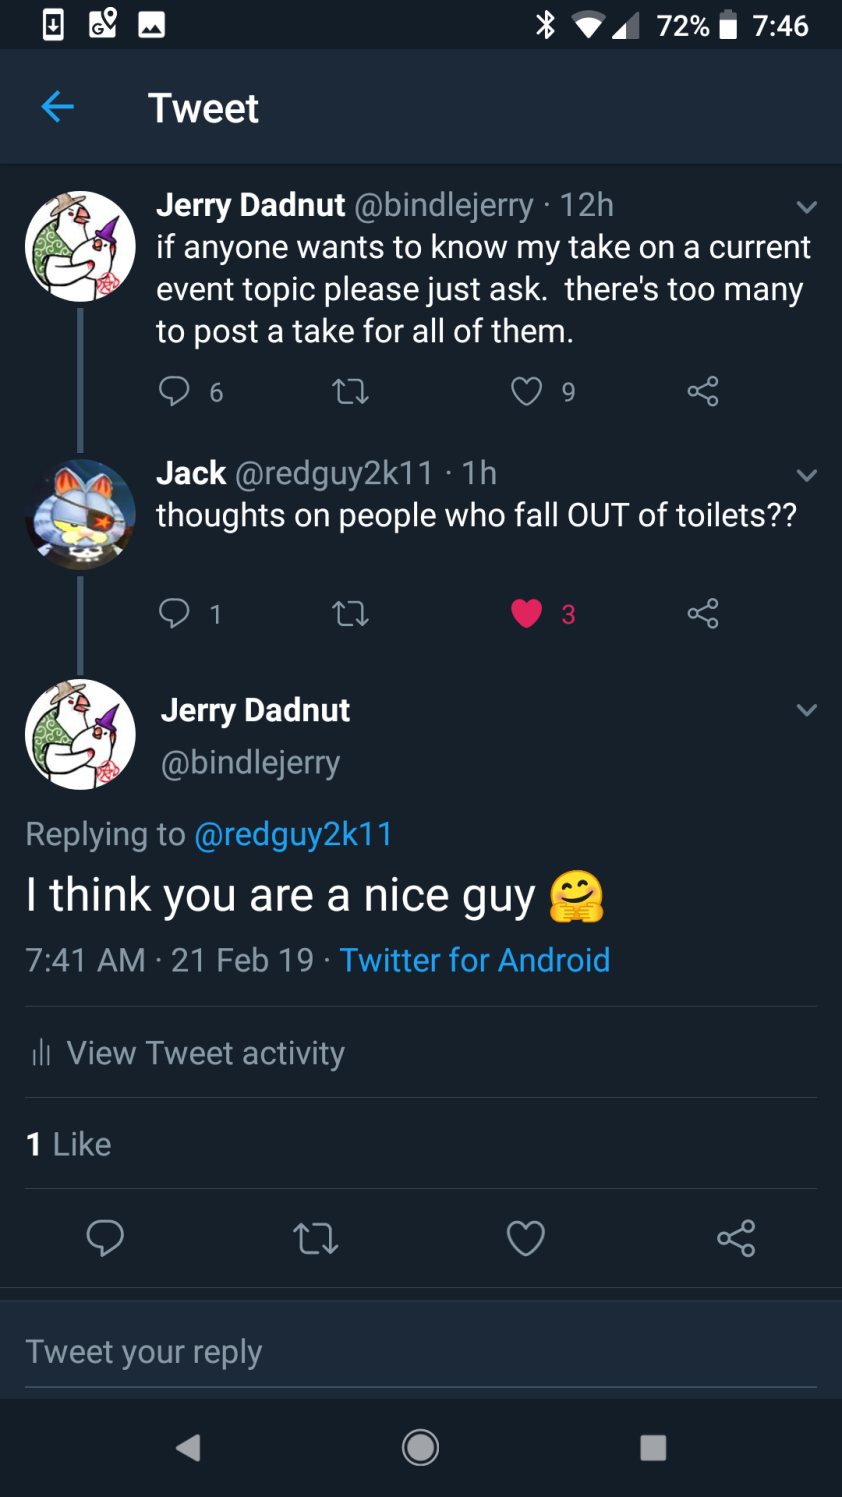 72% 7:46
Tweet
Jerry Dadnut @bindlejerry · 12h
if anyone wants to know my take on a current
event topic please just ask.  there's too many
to post a take for all of them.
6 9
Jack @redguy2k11 · 1h
thoughts on people who fall OUT of toilets??
1 3
Jerry Dadnut
@bindlejerry
Replying to @redguy2k11
I think you are a nice guy 🤗
7:41 AM · 21 Feb 19 · Twitter for Android
View Tweet activity
1 Like
Tweet your reply